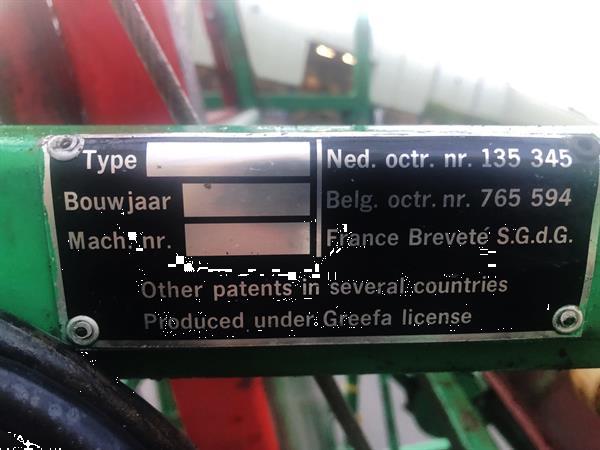 Type Ned. octr. nr. 135 345
Bouwjaar Belg. octr. nr. 765 594
Mach. nr. France Breveté S.G.d.G.
Other patents in several countries
Produced under Greefa license